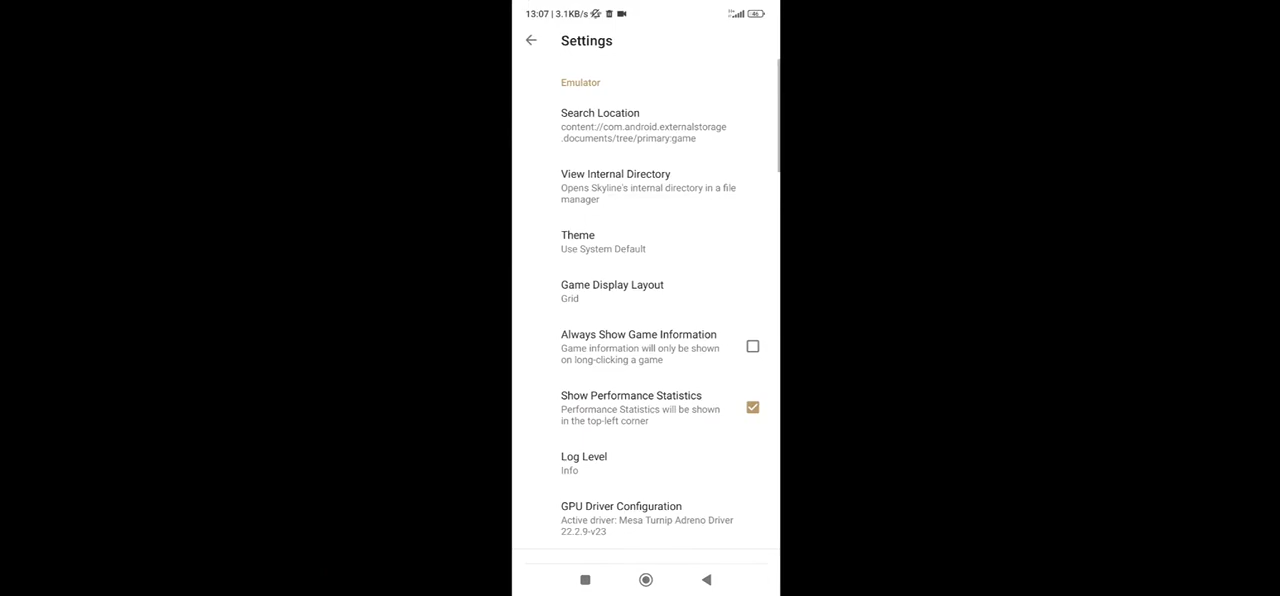 13:07 | 3.1KB/s
Settings
Emulator
Search Location
content://com.android.externalstorage
.documents/tree/primary:game
View Internal Directory
Opens Skyline's internal directory in a file
manager
Theme
Use System Default
Game Display Layout
Grid
Always Show Game Information
Game information will only be shown
on long-clicking a game
Show Performance Statistics
Performance Statistics will be shown
in the top-left corner
Log Level
Info
GPU Driver Configuration
Active driver: Mesa Turnip Adreno Driver
22.2.9-v23